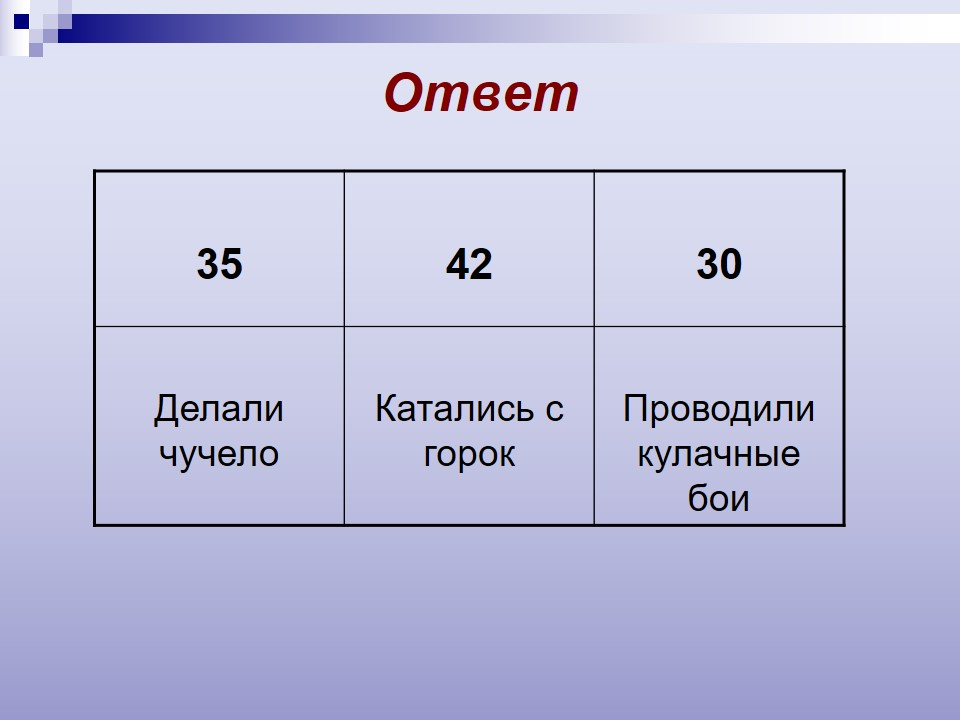 Ответ
35
42
30
Делали
чучело
Катались с
горок
Проводили
кулачные
бои